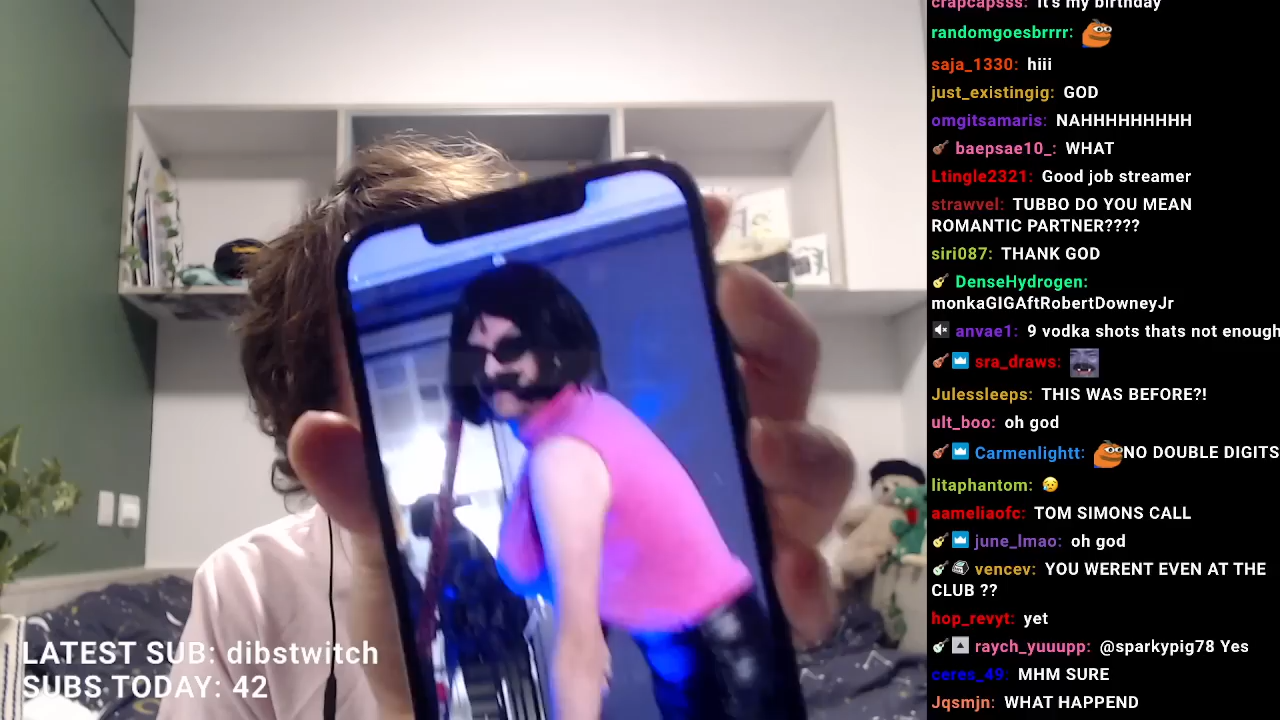 crapcapsss: It's my birthday
randomgoesbrrrr:
saja_1330: hiii
just_existingig: GOD
omgitsamaris: NAHHHHHHHHH
baepsae10_: WHAT
Ltingle2321: Good job streamer
strawvel: TUBBO DO YOU MEAN
ROMANTIC PARTNER????
siri087: THANK GOD
DenseHydrogen:
monkaGIGAftRobertDowneyJr
anvae1: 9 vodka shots thats not enough
sra_draws:
Julessleeps: THIS WAS BEFORE?!
ult_boo: oh god
Carmenlightt: NO DOUBLE DIGITS
litaphantom: 😥
aameliaofc: TOM SIMONS CALL
june_lmao: oh god
vencev: YOU WERENT EVEN AT THE
CLUB ??
hop_revyt: yet
raych_yuuupp: @sparkypig78 Yes
ceres_49: MHM SURE
Jqsmjn: WHAT HAPPEND
LATEST SUB: dibstwitch
SUBS TODAY: 42